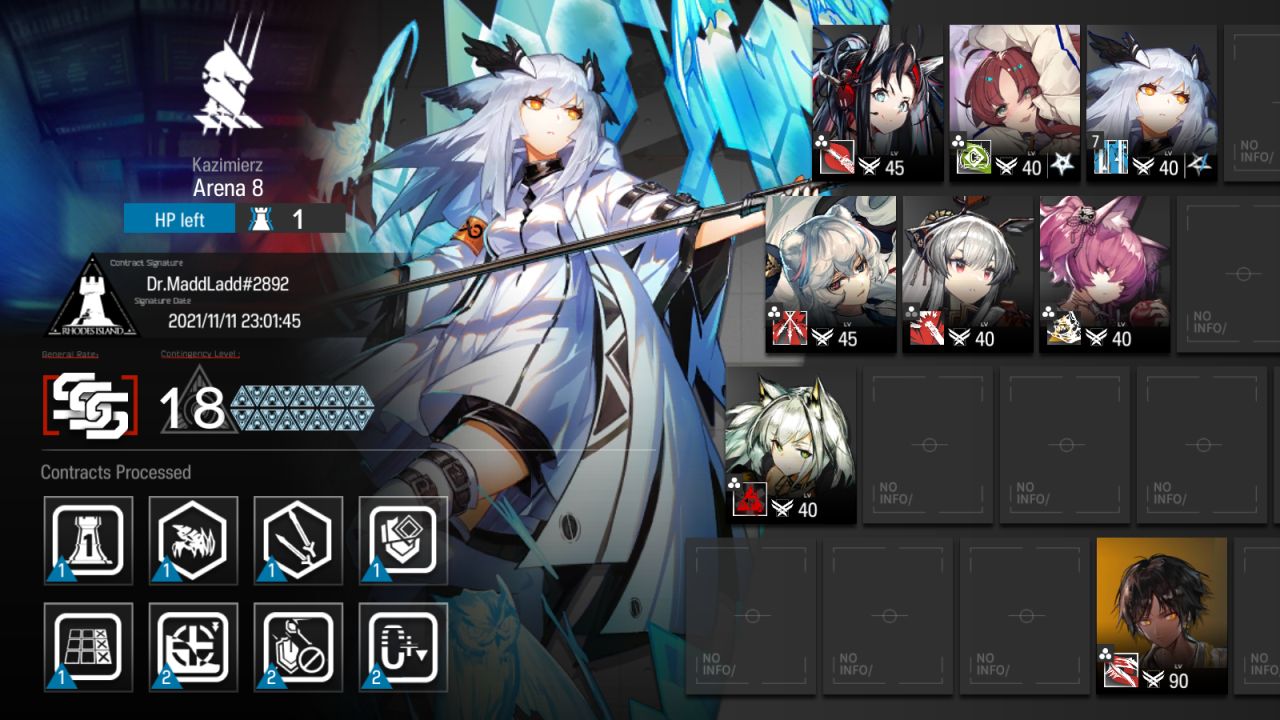 Kazimierz
Arena 8
HP left 1
Contract Signature
Dr.MaddLadd#2892
Signature Date
2021/11/11 23:01:45
RHODES ISLAND
General Rate:
Contingency Level :
18
Contracts Processed
1
1 1 1 1
1 2 2 2
LV 45
LV 40
7 LV 40
NO INFO/
LV 45
LV 40
LV 40
NO INFO/
LV 40
NO INFO/
NO INFO/
NO INFO/
NO INFO/
NO INFO/
NO INFO/
LV 90
NO INFO/